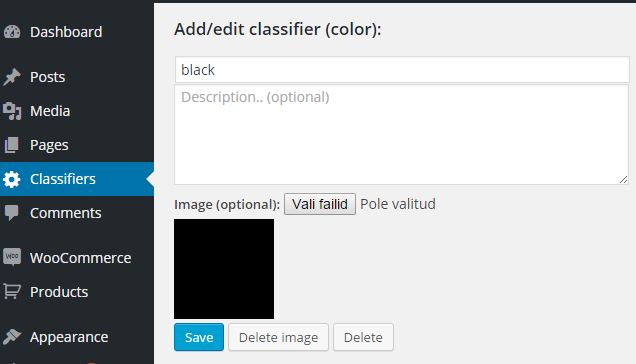 Dashboard
Posts
Media
Pages
Classifiers
Comments
WOO
WooCommerce
Products
Appearance
Add/edit classifier (color):
black
Description.. (optional)
Image (optional): Vali failid Pole valitud
Save Delete image Delete